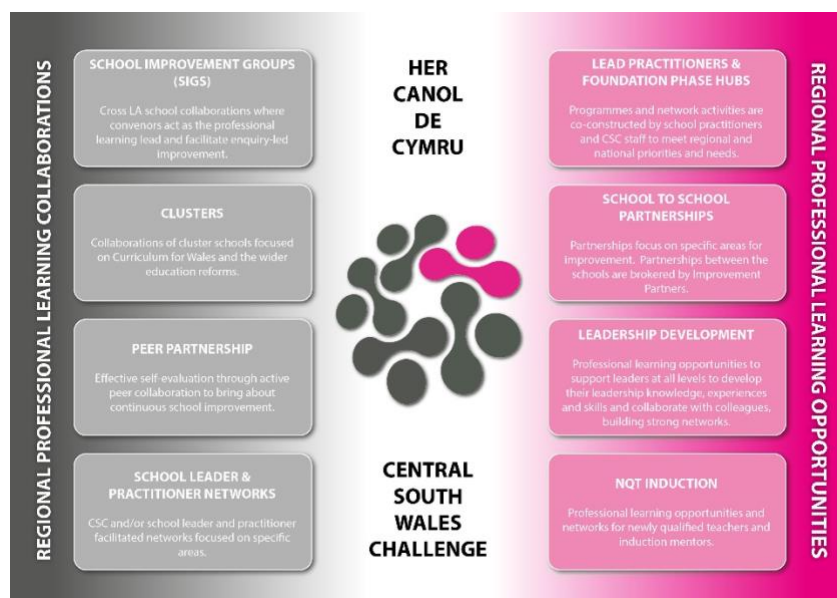 REGIONAL PROFESSIONAL LEARNING COLLABORATIONS
SCHOOL IMPROVEMENT GROUPS
(SIGS)
Cross LA school collaborations where
convenors act as the professional
learning lead and facilitate enquiry-led
improvement.
CLUSTERS
Collaborations of cluster schools focused
on Curriculum for Wales and the wider
education reforms.
PEER PARTNERSHIP
Effective self-evaluation through active
peer collaboration to bring about
continuous school improvement.
SCHOOL LEADER &
PRACTITIONER NETWORKS
CSC and/or school leader and practitioner
facilitated networks focused on specific
areas.
HER
CANOL
DE
CYMRU
CENTRAL
SOUTH
WALES
CHALLENGE
LEAD PRACTITIONERS &
FOUNDATION PHASE HUBS
Programmes and network activities are
co-constructed by school practitioners
and CSC staff to meet regional and
national priorities and needs.
SCHOOL TO SCHOOL
PARTNERSHIPS
Partnerships focus on specific areas for
improvement. Partnerships between the
schools are brokered by Improvement
Partners.
LEADERSHIP DEVELOPMENT
Professional learning opportunities to
support leaders at all levels to develop
their leadership knowledge, experiences
and skills and collaborate with colleagues,
building strong networks.
NQT INDUCTION
Professional learning opportunities and
networks for newly qualified teachers and
induction mentors.
REGIONAL PROFESSIONAL LEARNING OPPORTUNITIES